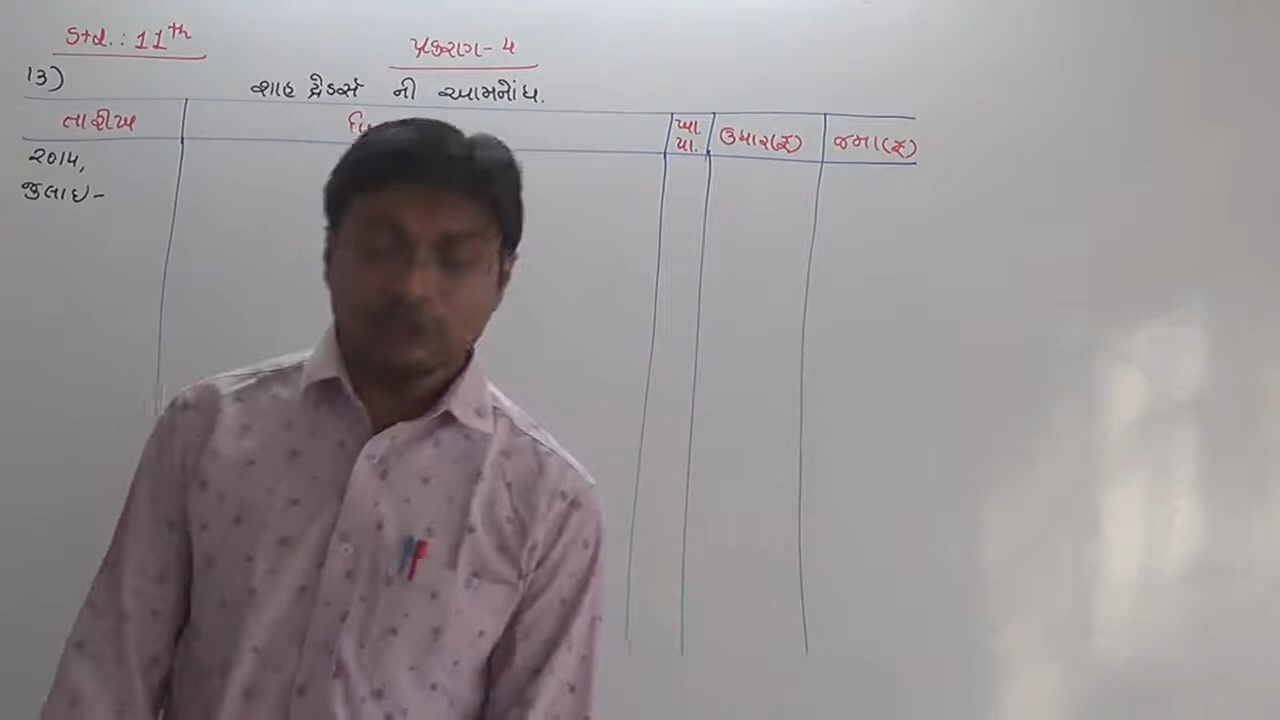 Std. : 11th
પ્રકરણ - 4
13)
શાહ ટ્રેડર્સ ની આમનોંધ.
તારીખ
ખા પા.
ઉધાર(₹)
જમા(₹)
2014,
જુલાઇ -